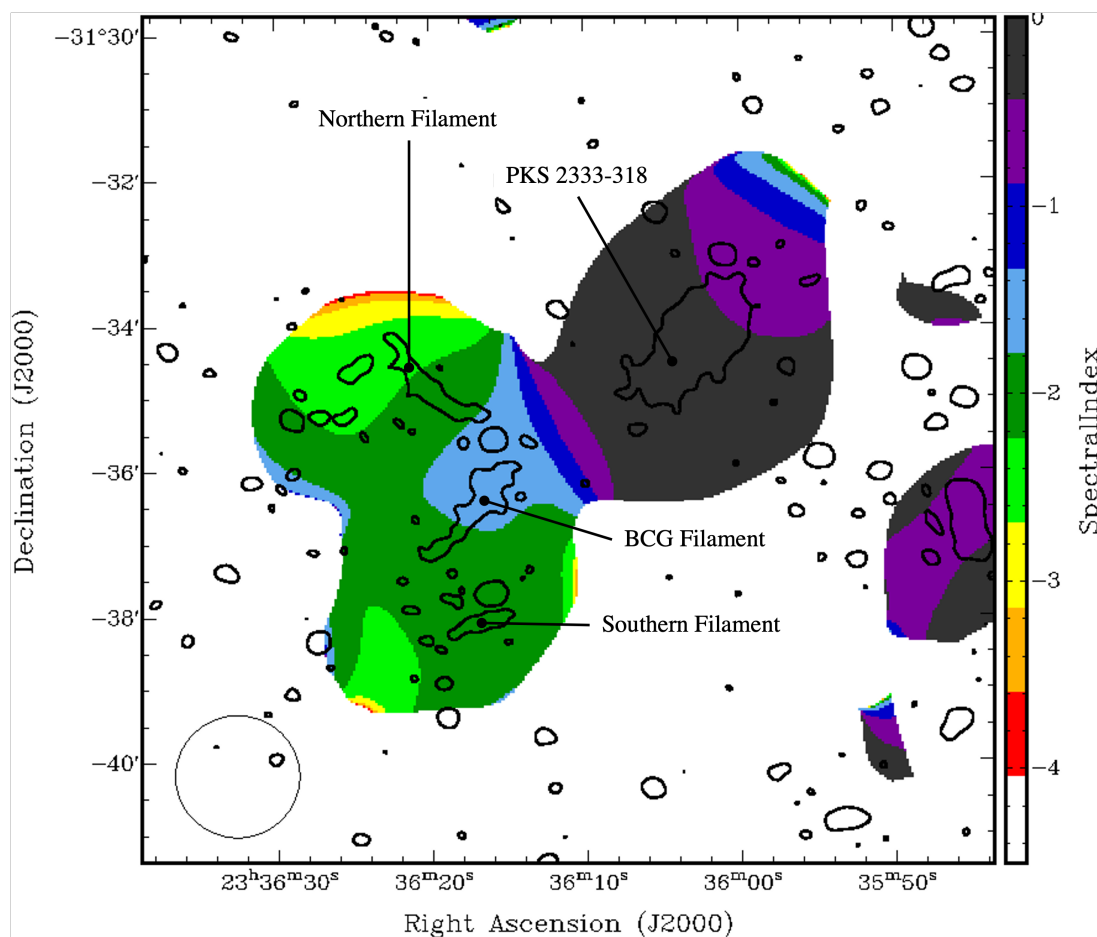 Northern Filament
PKS 2333-318
BCG Filament
Southern Filament
−31°30′
−32′
−34′
−36′
−38′
−40′
Declination (J2000)
23ʰ36ᵐ30ˢ
36ᵐ20ˢ
36ᵐ10ˢ
36ᵐ00ˢ
35ᵐ50ˢ
Right Ascension (J2000)
0
−1
−2
−3
−4
SpectralIndex